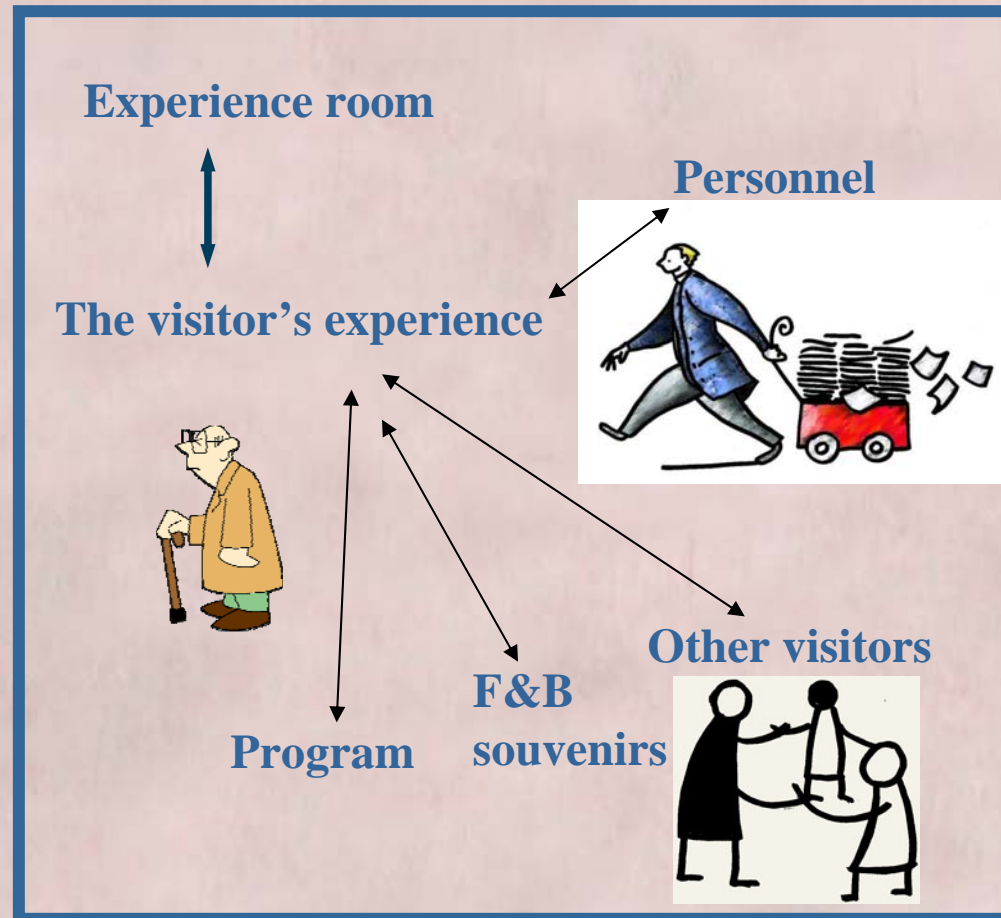 Experience room
Personnel
The visitor’s experience
Other visitors
F&B
souvenirs
Program